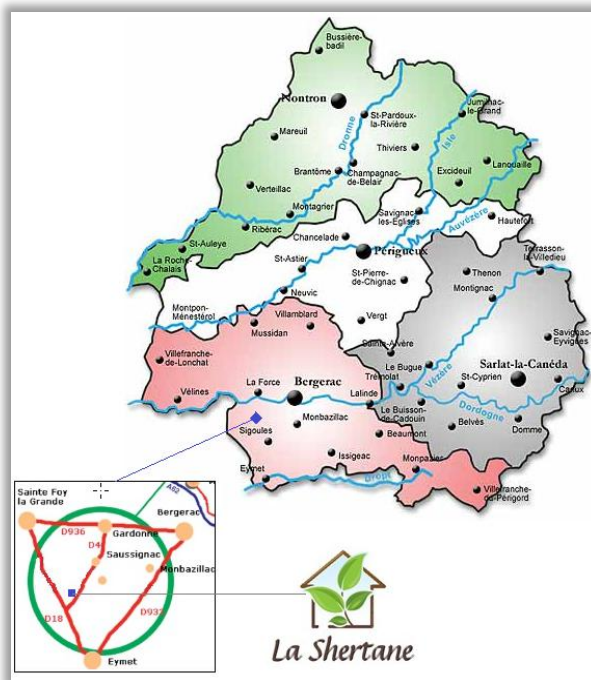 Bussière-
badil
Nontron
St-Pardoux-
la-Rivière
Jumilhac-
le-Grand
Mareuil
Dronne
Isle
Thiviers
Lanouaille
Brantôme
Champagnac-
de-Belair
Excideuil
Verteillac
Montagrier
Savignac
les-Eglises
Auvézère
Hautefort
Ribérac
Chancelade
St-Auleye
Périgueux
Terrasson-
la-Villedieu
La Roche-
Chalais
St-Astier
St-Pierre-
de-Chignac
Thenon
Montignac
Neuvic
Montpon-
Ménestérol
Villamblard
Vergt
Mussidan
Savignac-
Eyvigues
Sainte-Alvère
Villefranche-
de-Lonchat
Le Bugue
Vézère
Sarlat-la-Canéda
Trémolat
St-Cyprien
Carlux
La Force
Bergerac
Lalinde
Vélines
Le Buisson-
de-Cadouin
Dordogne
Monbazillac
Sigoules
Belvès
Domme
Beaumont
Issigeac
Eymet
Monpazier
Dropt
Villefranche-
du-Périgord
Sainte Foy
la Grande
A62
Bergerac
D936
Gardonne
D4
Saussignac
Monbazillac
D18
D933
Eymet
La Shertane